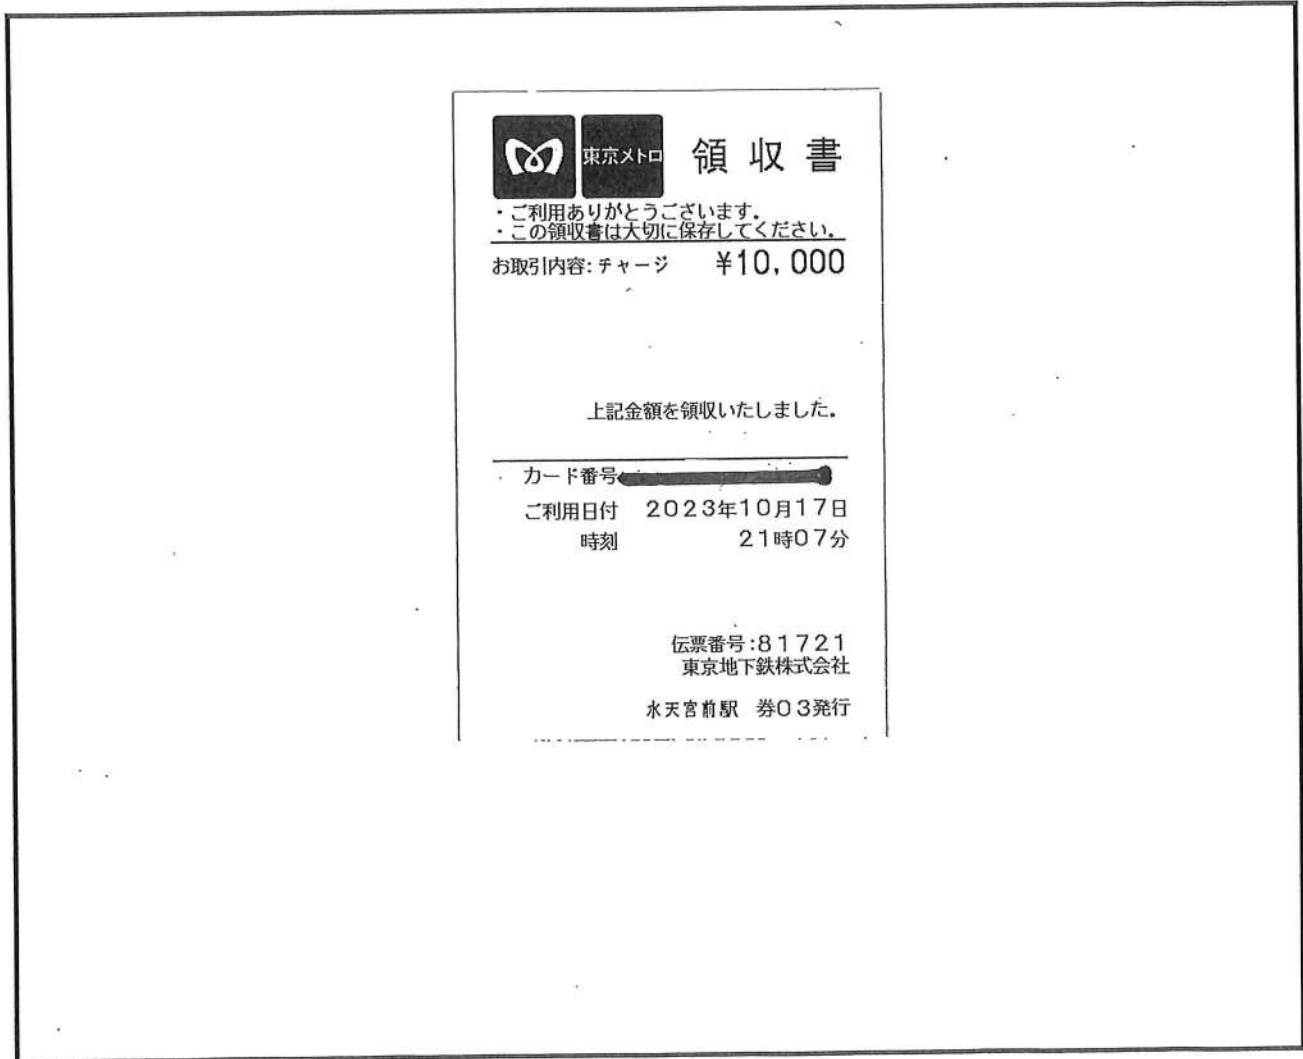 東京メトロ 領収書
・ご利用ありがとうございます。
・この領収書は大切に保存してください。
お取引内容:チャージ ¥10,000
上記金額を領収いたしました。
カード番号
ご利用日付 2023年10月17日
時刻 21時07分
伝票番号:81721
東京地下鉄株式会社
水天宮前駅 券03発行